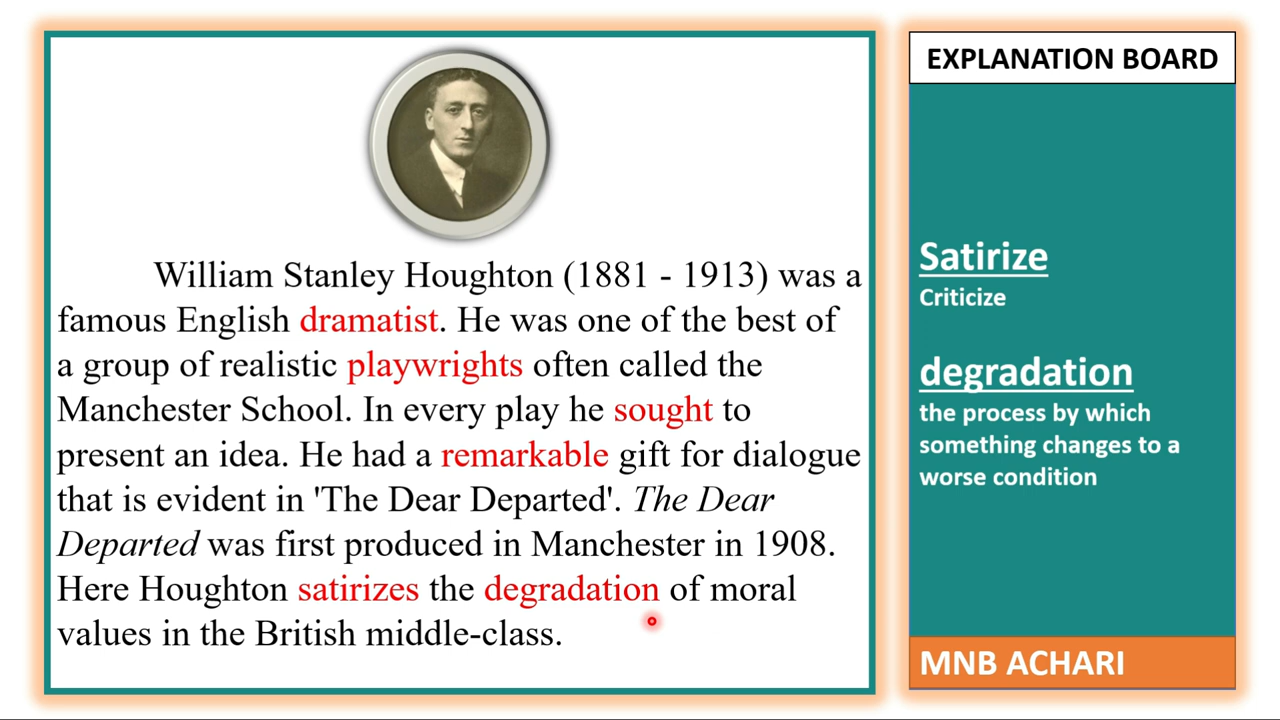 William Stanley Houghton (1881 - 1913) was a
famous English dramatist. He was one of the best of
a group of realistic playwrights often called the
Manchester School. In every play he sought to
present an idea. He had a remarkable gift for dialogue
that is evident in 'The Dear Departed'. The Dear
Departed was first produced in Manchester in 1908.
Here Houghton satirizes the degradation of moral
values in the British middle-class.
EXPLANATION BOARD
Satirize
Criticize
degradation
the process by which
something changes to a
worse condition
MNB ACHARI